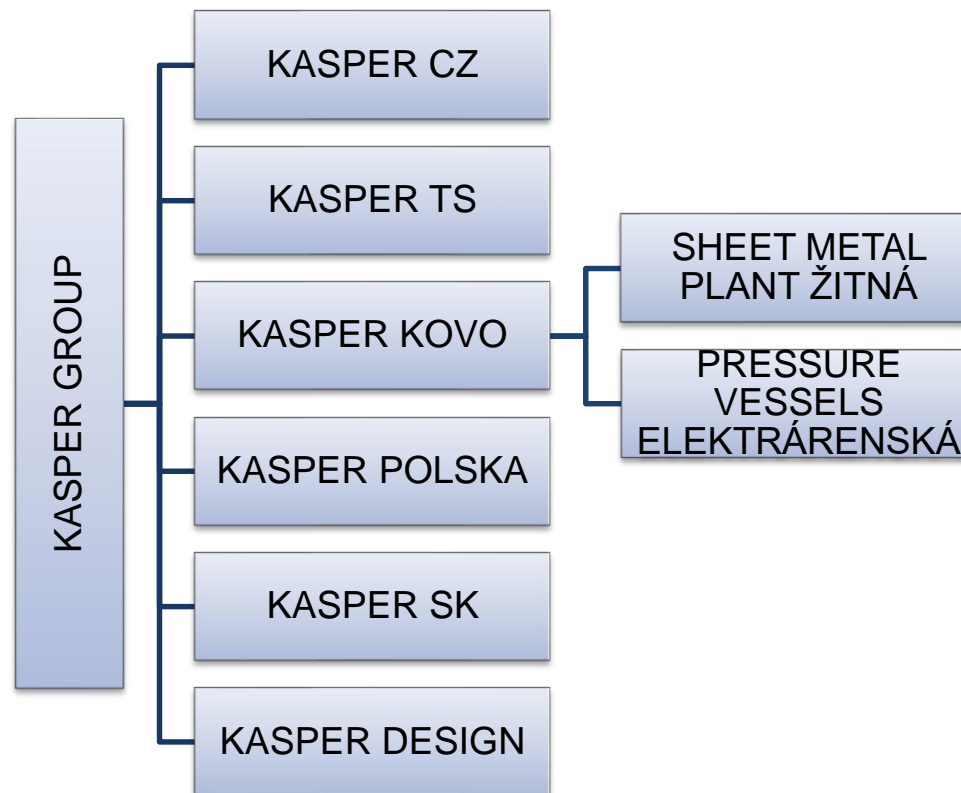 KASPER GROUP
KASPER CZ
KASPER TS
KASPER KOVO
KASPER POLSKA
KASPER SK
KASPER DESIGN
SHEET METAL
PLANT ŽITNÁ
PRESSURE
VESSELS
ELEKTRÁRENSKÁ